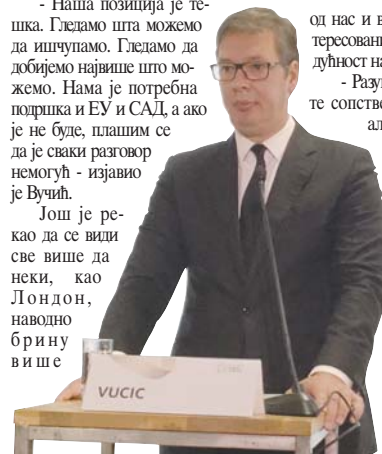 - Наша позиција је те-
шка. Гледамо шта можемо
да ишчупамо. Гледамо да
добијемо највише што мо-
жемо. Нама је потребна
подршка и ЕУ и САД, а ако
је не буде, плашим се
да је сваки разговор
немогућ - изјавио
је Вучић.
Још је ре-
као да се види
све више да
неки, као
Лондон,
наводно
брину
више
од нас и в
тересовани
дућност на
- Разу
те сопстве
ал
VUCIC